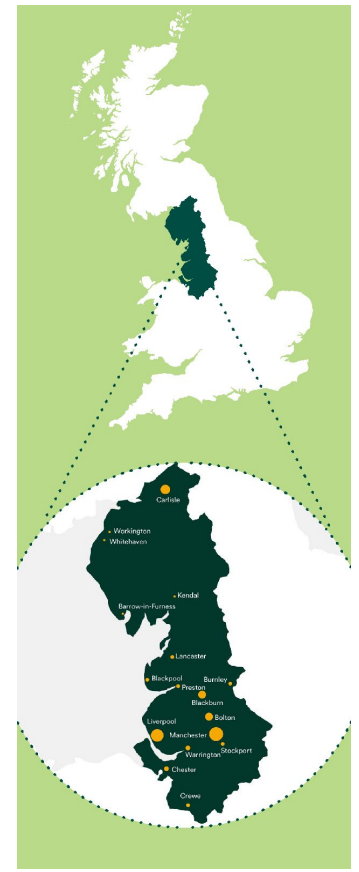 Carlisle
Workington
Whitehaven
Kendal
Barrow-in-Furness
Lancaster
Blackpool
Burnley
Preston
Blackburn
Bolton
Liverpool
Manchester
Stockport
Warrington
Chester
Crewe